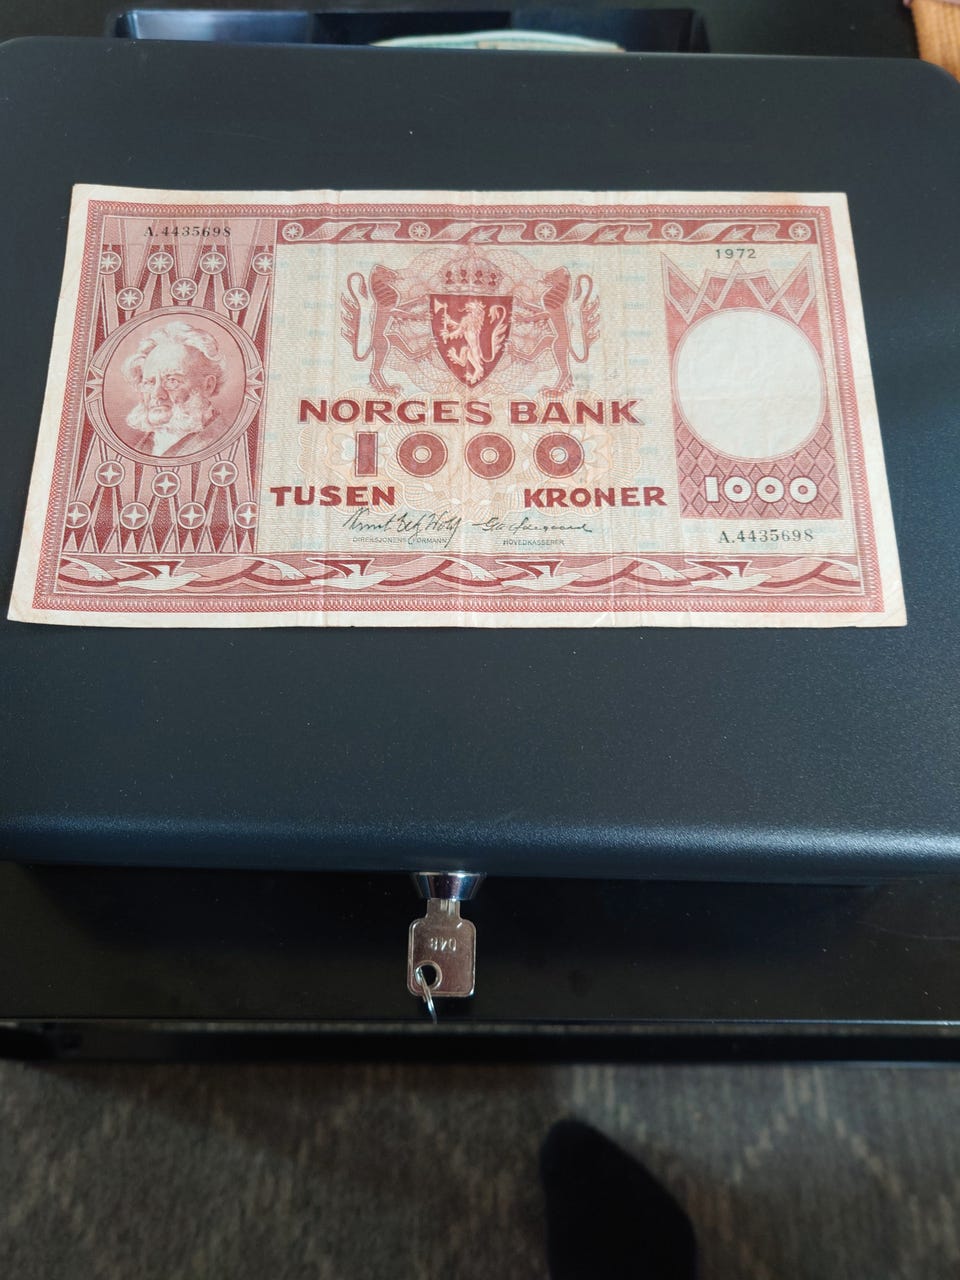 A.4435698
1972
NORGES BANK
1000
TUSEN KRONER
1000
DIREKSJONENS FORMANN
HOVEDKASSERER
A.4435698